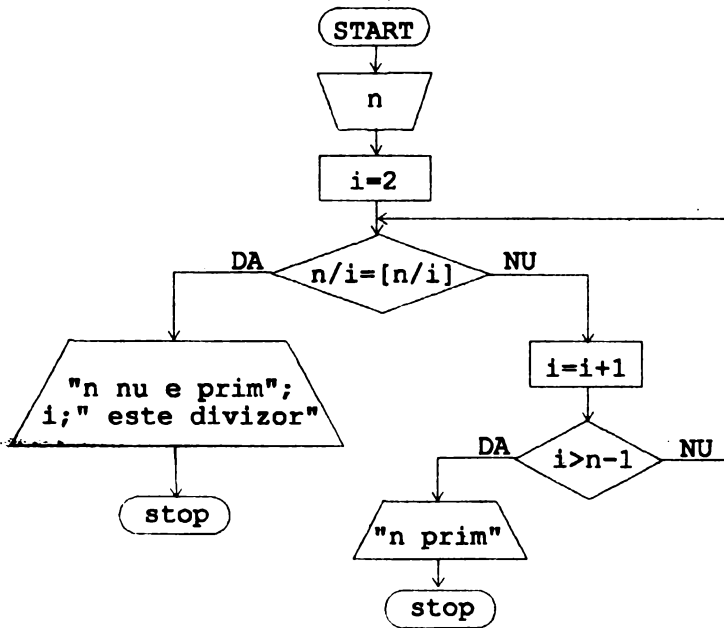 START
n
i=2
n/i=[n/i]
DA
NU
"n nu e prim";
i;" este divizor"
stop
i=i+1
i>n-1
DA
NU
"n prim"
stop